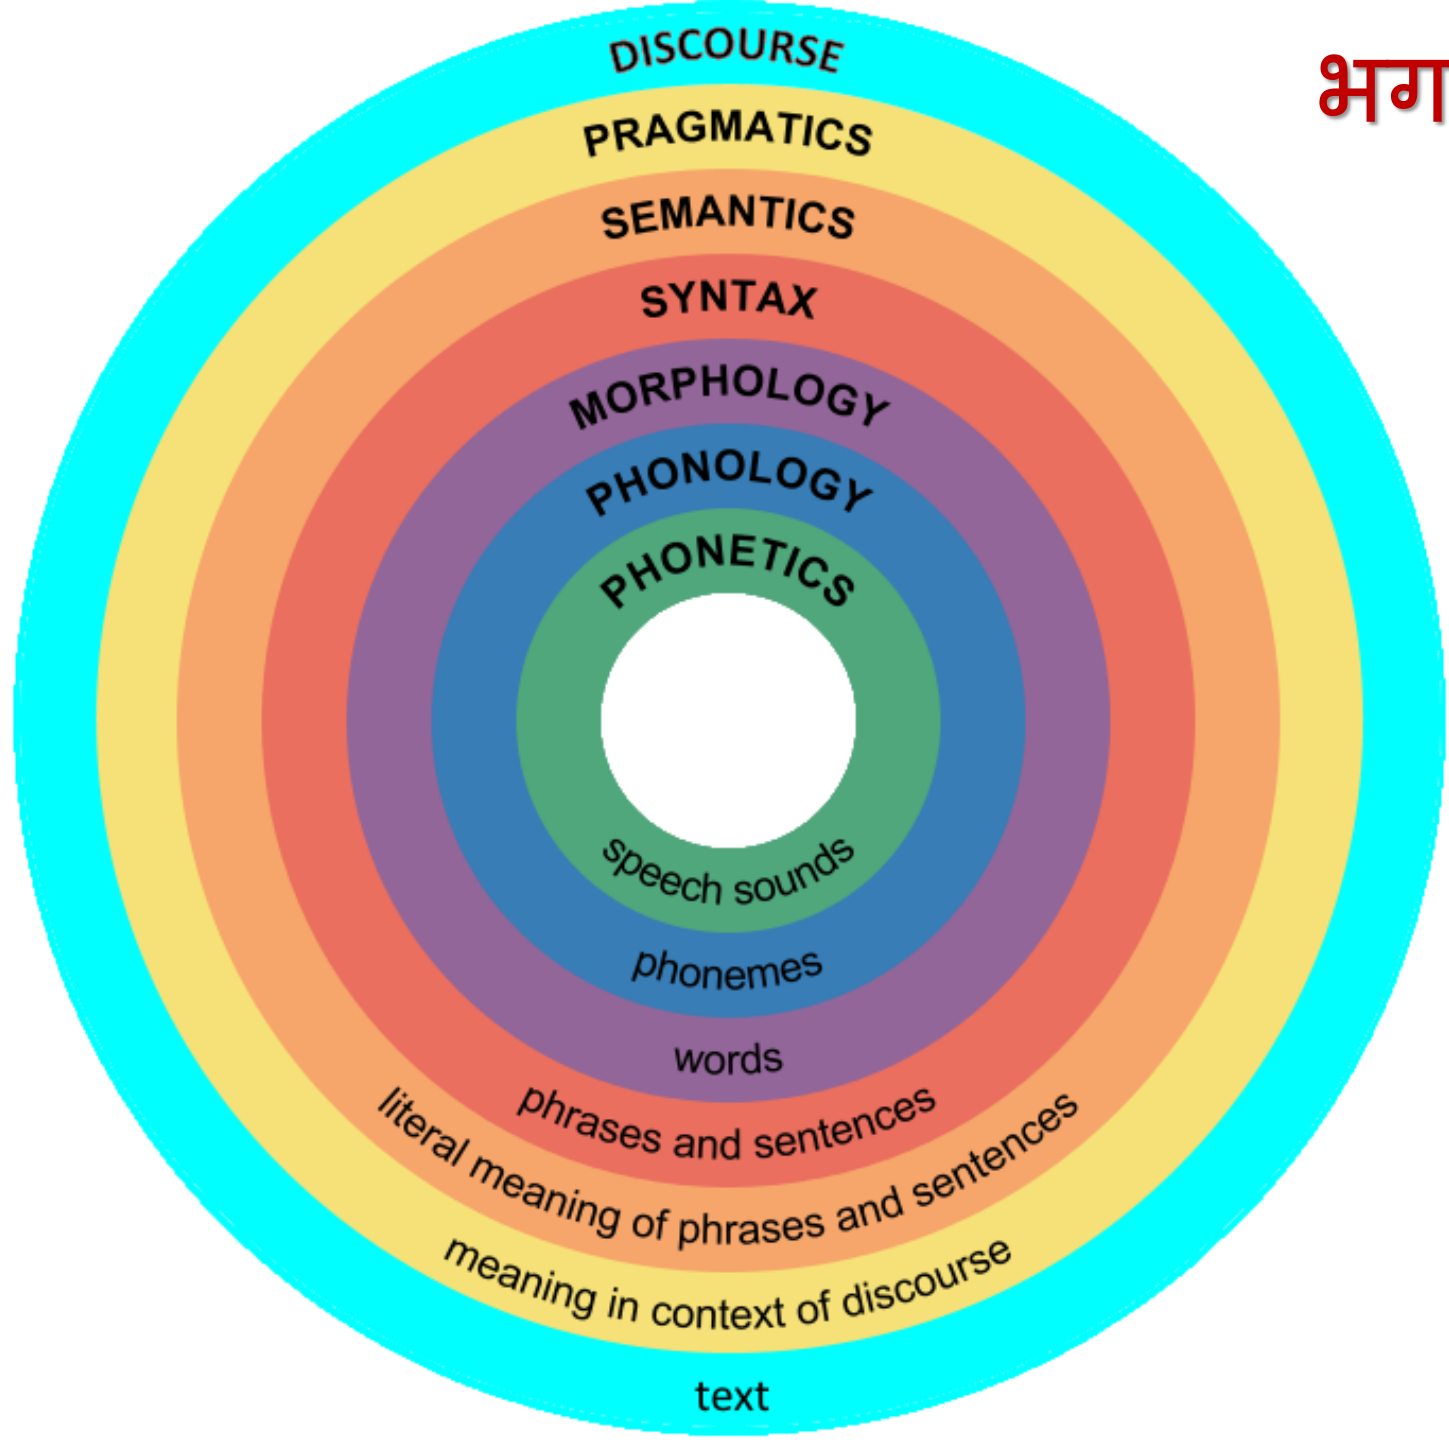 DISCOURSE
भग
PRAGMATICS
SEMANTICS
SYNTAX
MORPHOLOGY
PHONOLOGY
PHONETICS
speech sounds
phonemes
words
phrases and sentences
literal meaning of phrases and sentences
meaning in context of discourse
text